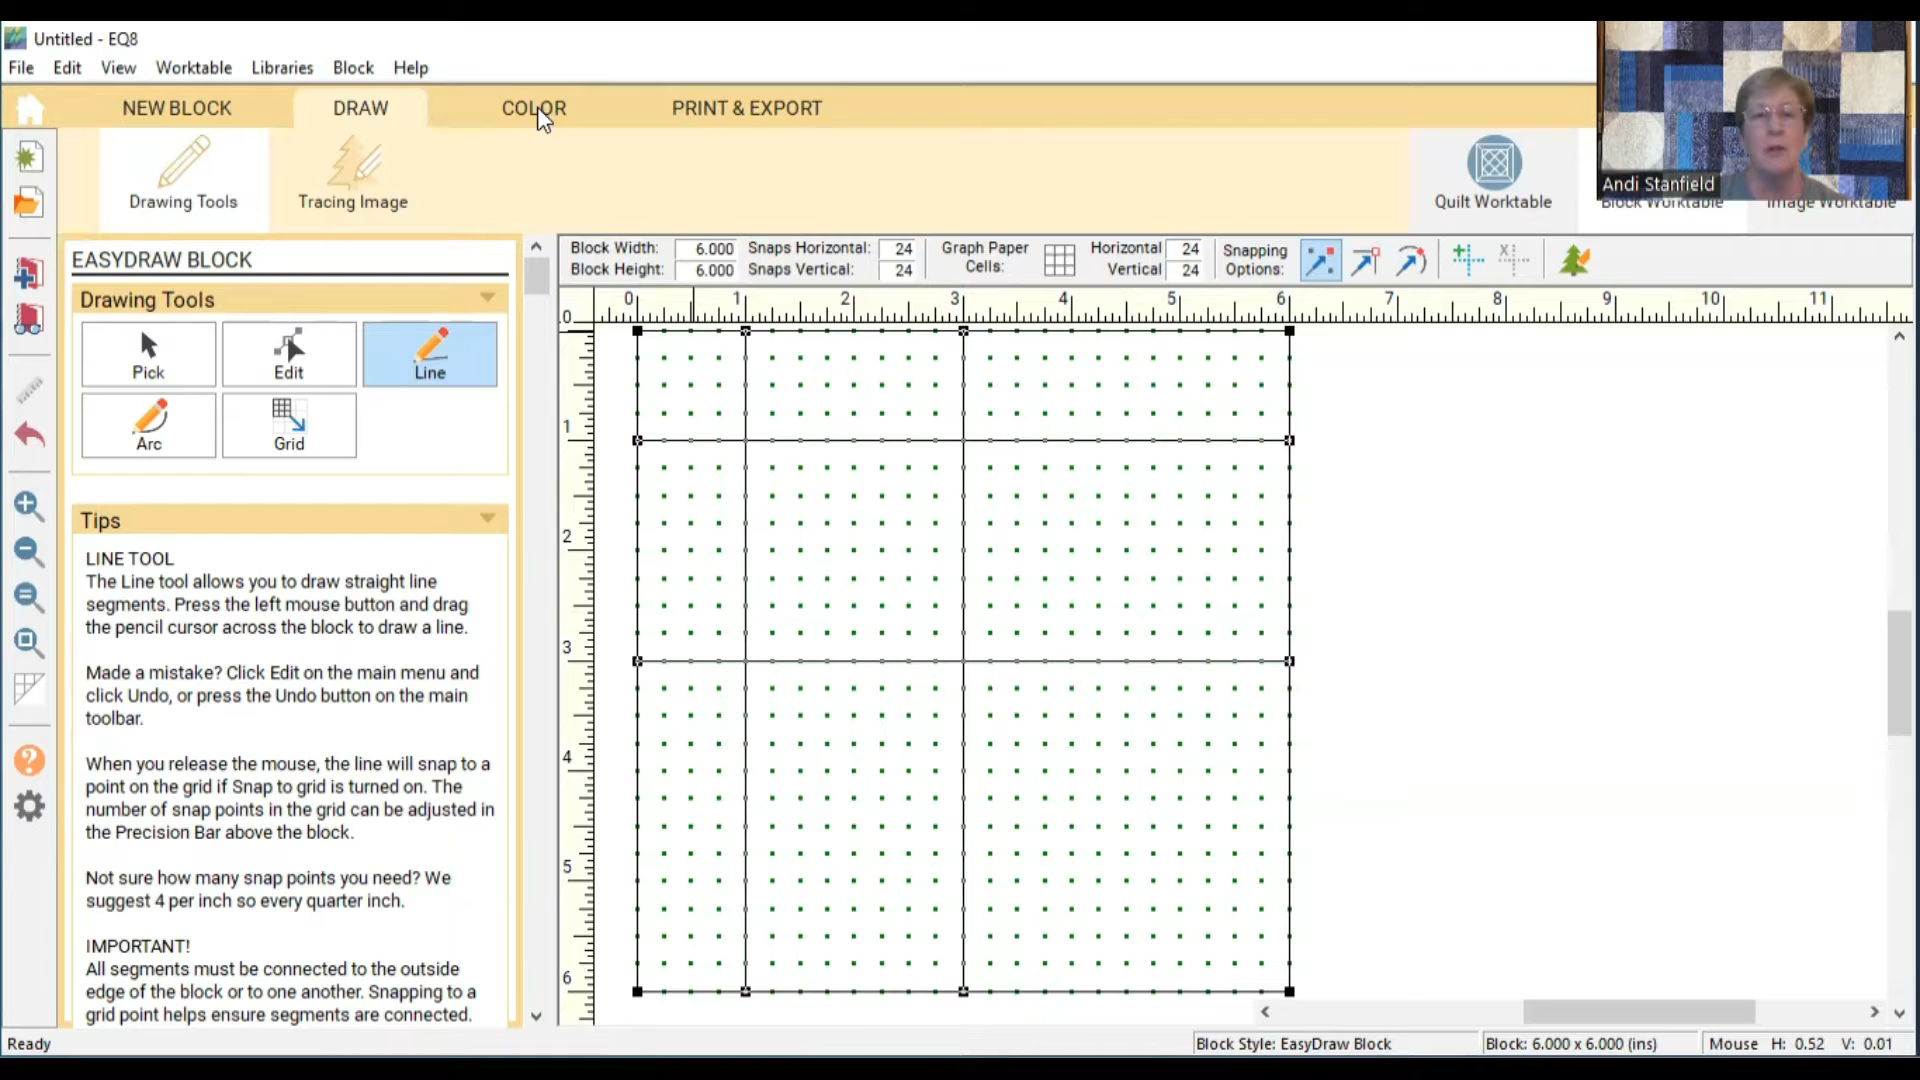 Untitled - EQ8
File Edit View Worktable Libraries Block Help
NEW BLOCK DRAW COLOR PRINT & EXPORT
Drawing Tools Tracing Image Quilt Worktable Block Worktable Image Worktable
Andi Stanfield
EASYDRAW BLOCK
Drawing Tools
Pick Edit Line
Arc Grid
Tips
LINE TOOL
The Line tool allows you to draw straight line
segments. Press the left mouse button and drag
the pencil cursor across the block to draw a line.
Made a mistake? Click Edit on the main menu and
click Undo, or press the Undo button on the main
toolbar.
When you release the mouse, the line will snap to a
point on the grid if Snap to grid is turned on. The
number of snap points in the grid can be adjusted in
the Precision Bar above the block.
Not sure how many snap points you need? We
suggest 4 per inch so every quarter inch.
IMPORTANT!
All segments must be connected to the outside
edge of the block or to one another. Snapping to a
grid point helps ensure segments are connected.
Block Width: 6.000 Snaps Horizontal: 24 Graph Paper Horizontal 24 Snapping
Block Height: 6.000 Snaps Vertical: 24 Cells: Vertical 24 Options:
0 1 2 3 4 5 6 7 8 9 10 11
0
1
2
3
4
5
6
Ready Block Style: EasyDraw Block Block: 6.000 x 6.000 (ins) Mouse H: 0.52 V: 0.01